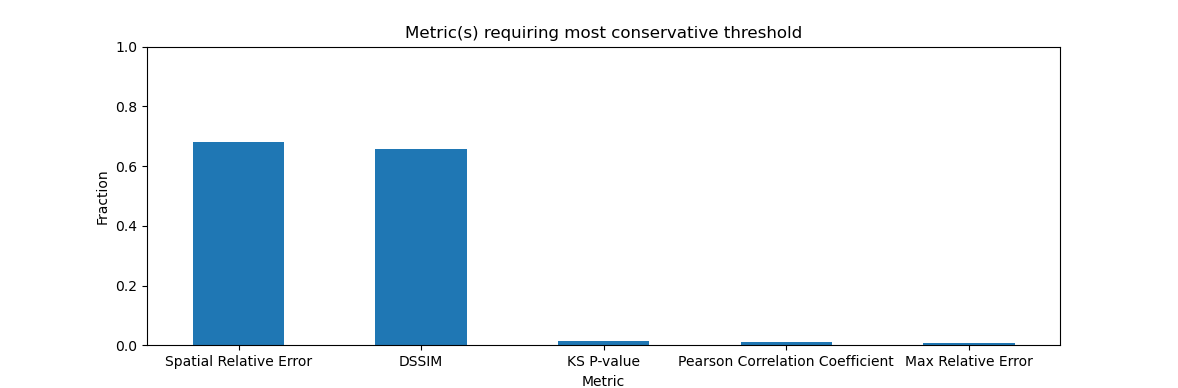 Metric(s) requiring most conservative threshold
1.0
0.8
0.6
0.4
0.2
0.0
Fraction
Spatial Relative Error
DSSIM
KS P-value
Pearson Correlation Coefficient
Max Relative Error
Metric